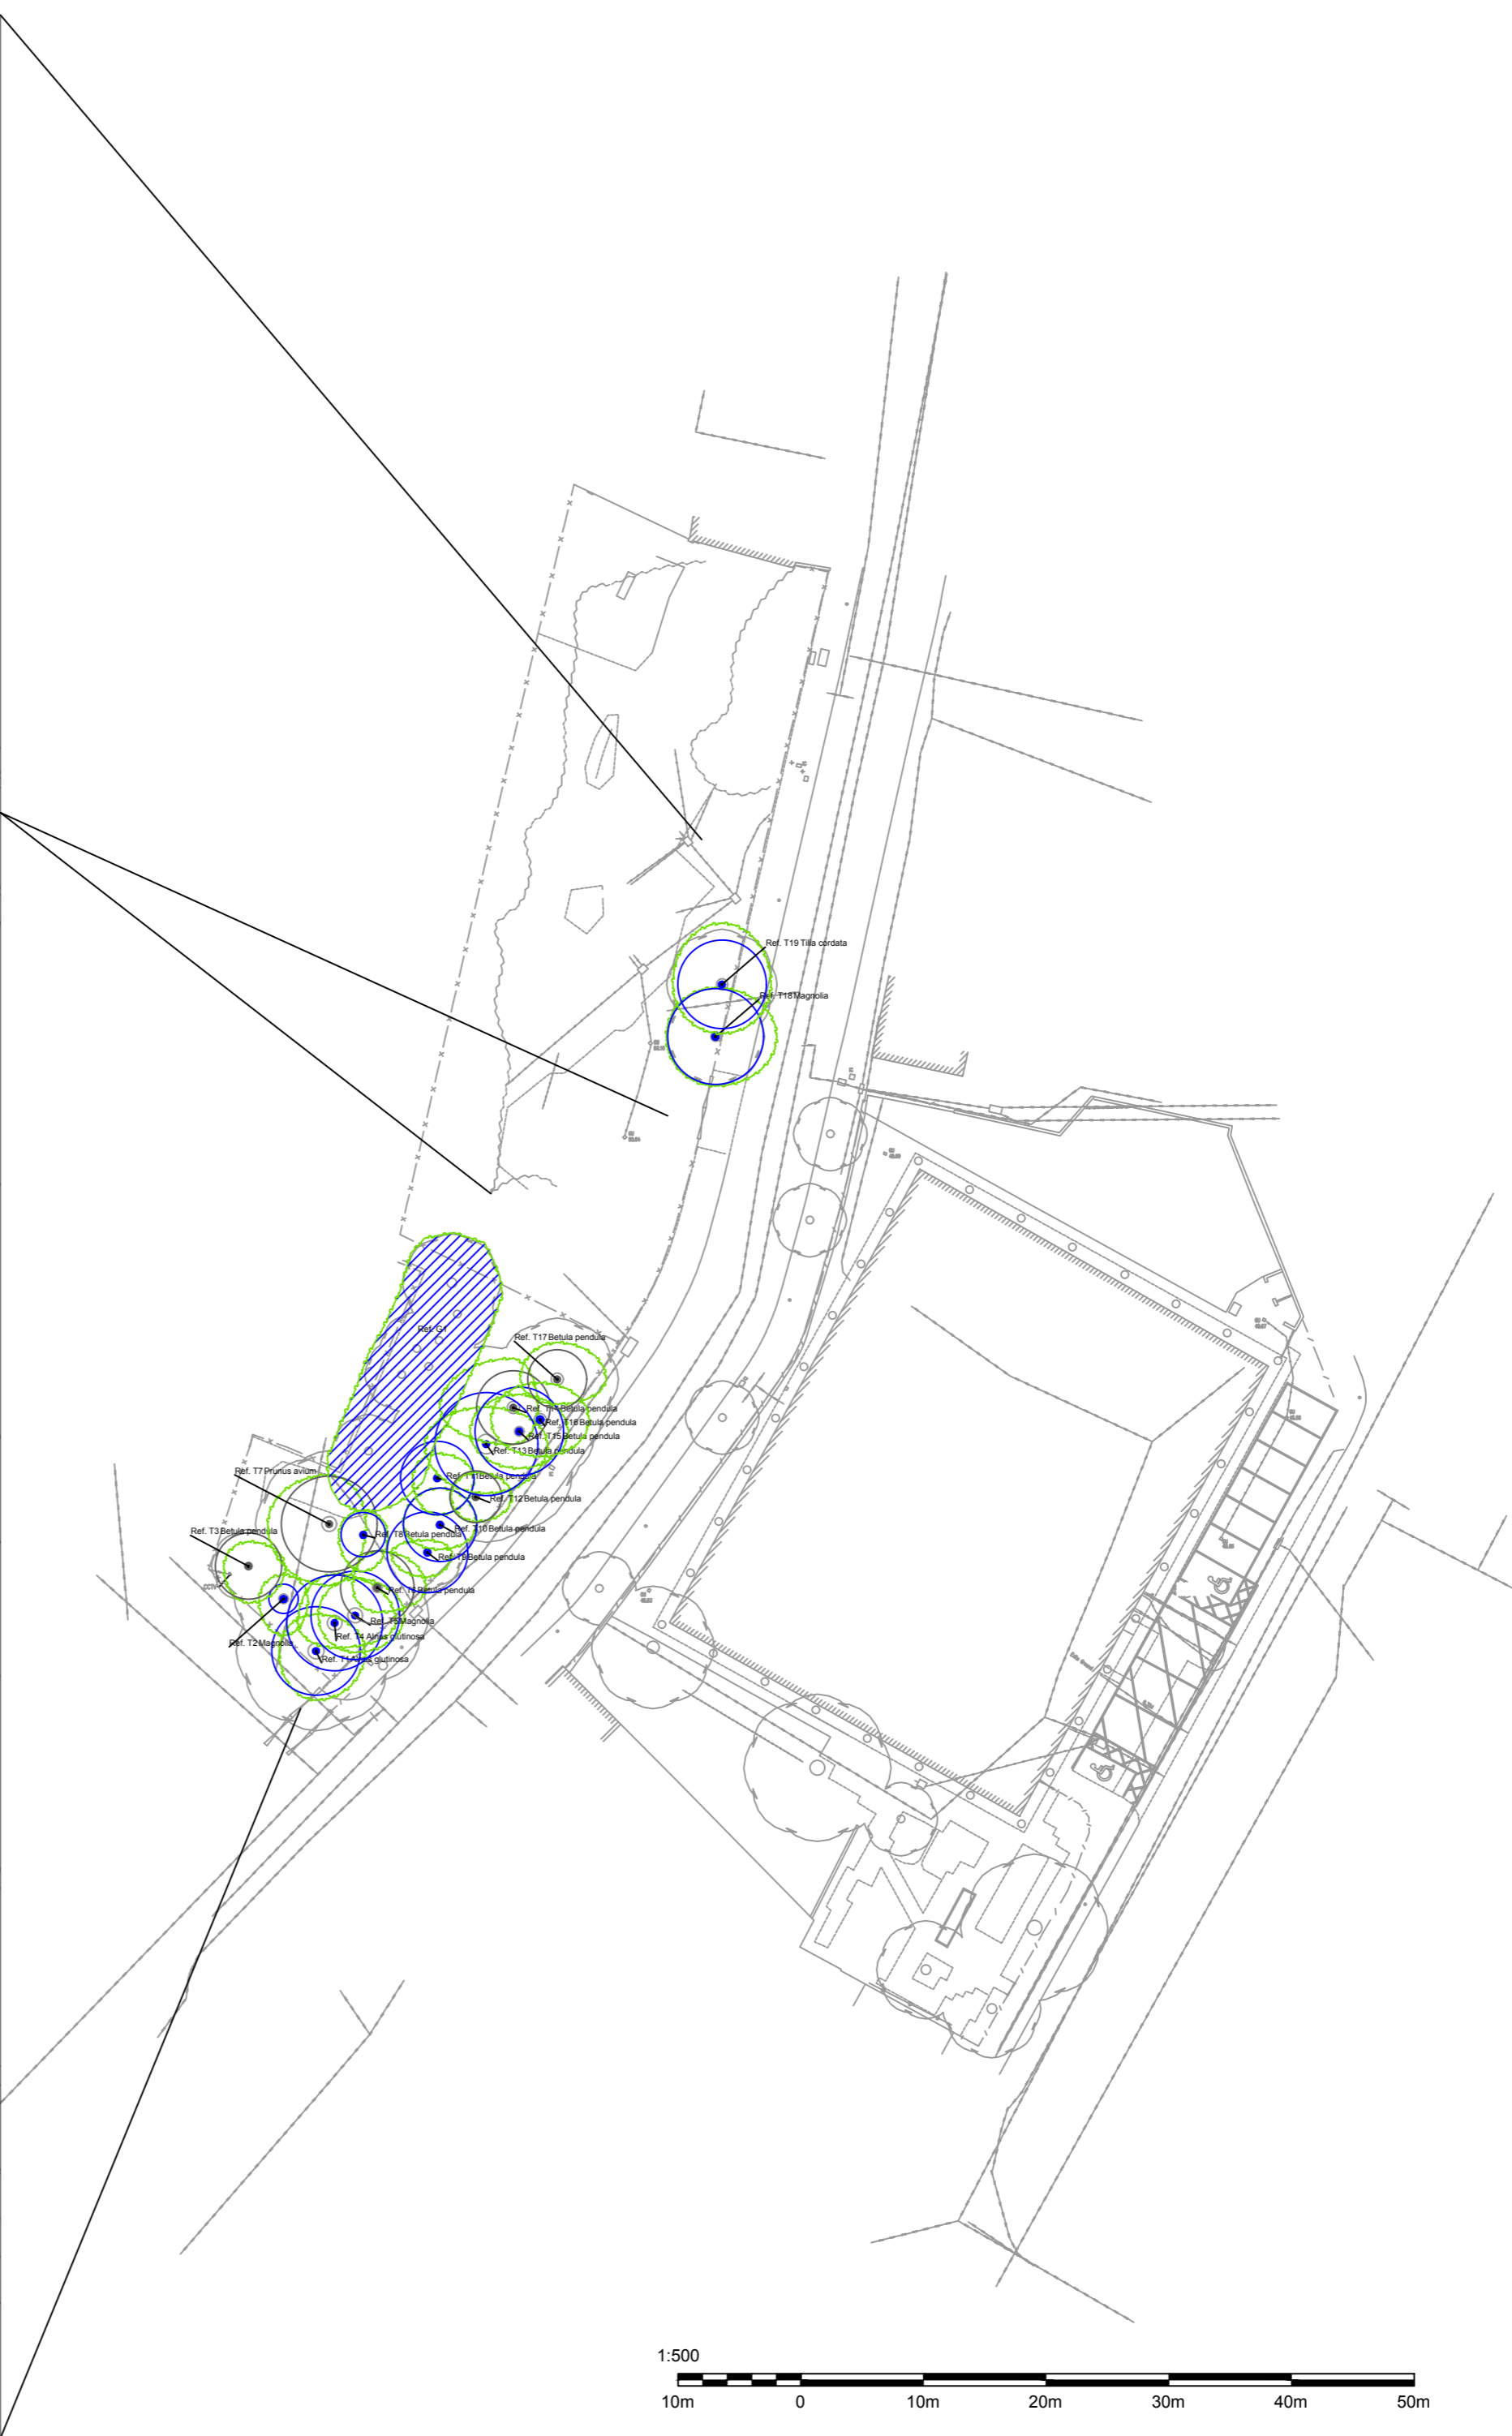 Ref. T19 Tilia cordata
Ref. T18 Magnolia
Ref. G1
Ref. T17 Betula pendula
Ref. T14 Betula pendula
Ref. T16 Betula pendula
Ref. T15 Betula pendula
Ref. T13 Betula pendula
Ref. T7 Prunus avium
Ref. T11 Betula pendula
Ref. T12 Betula pendula
Ref. T3 Betula pendula
Ref. T8 Betula pendula
Ref. T10 Betula pendula
Ref. T9 Betula pendula
CCTV
Ref. T6 Betula pendula
Ref. T5 Magnolia
Ref. T4 Alnus glutinosa
Ref. T2 Magnolia
Ref. T1 Alnus glutinosa
1:500
10m 0 10m 20m 30m 40m 50m